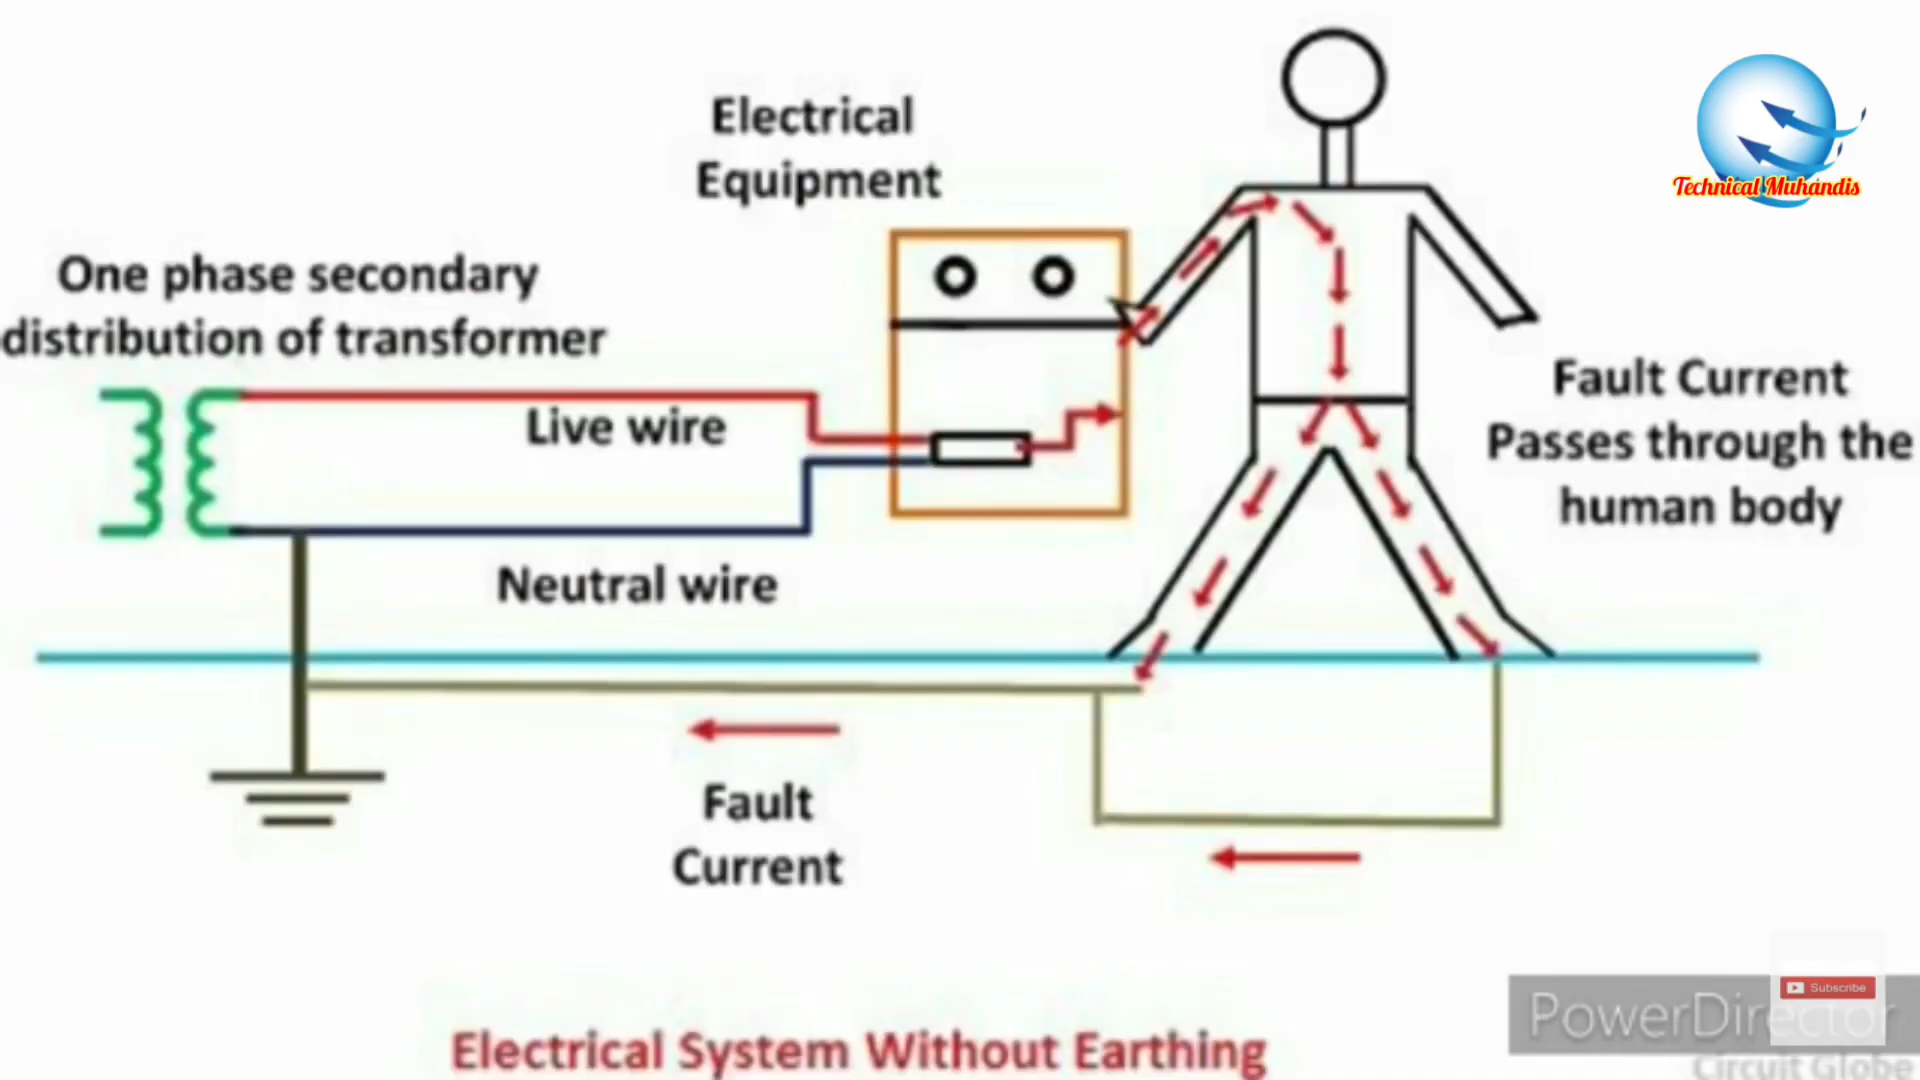 Electrical
Equipment
Technical Muhandis
One phase secondary
distribution of transformer
Live wire
Fault Current
Passes through the
human body
Neutral wire
Fault
Current
Subscribe
PowerDirector
Electrical System Without Earthing
Circuit Globe